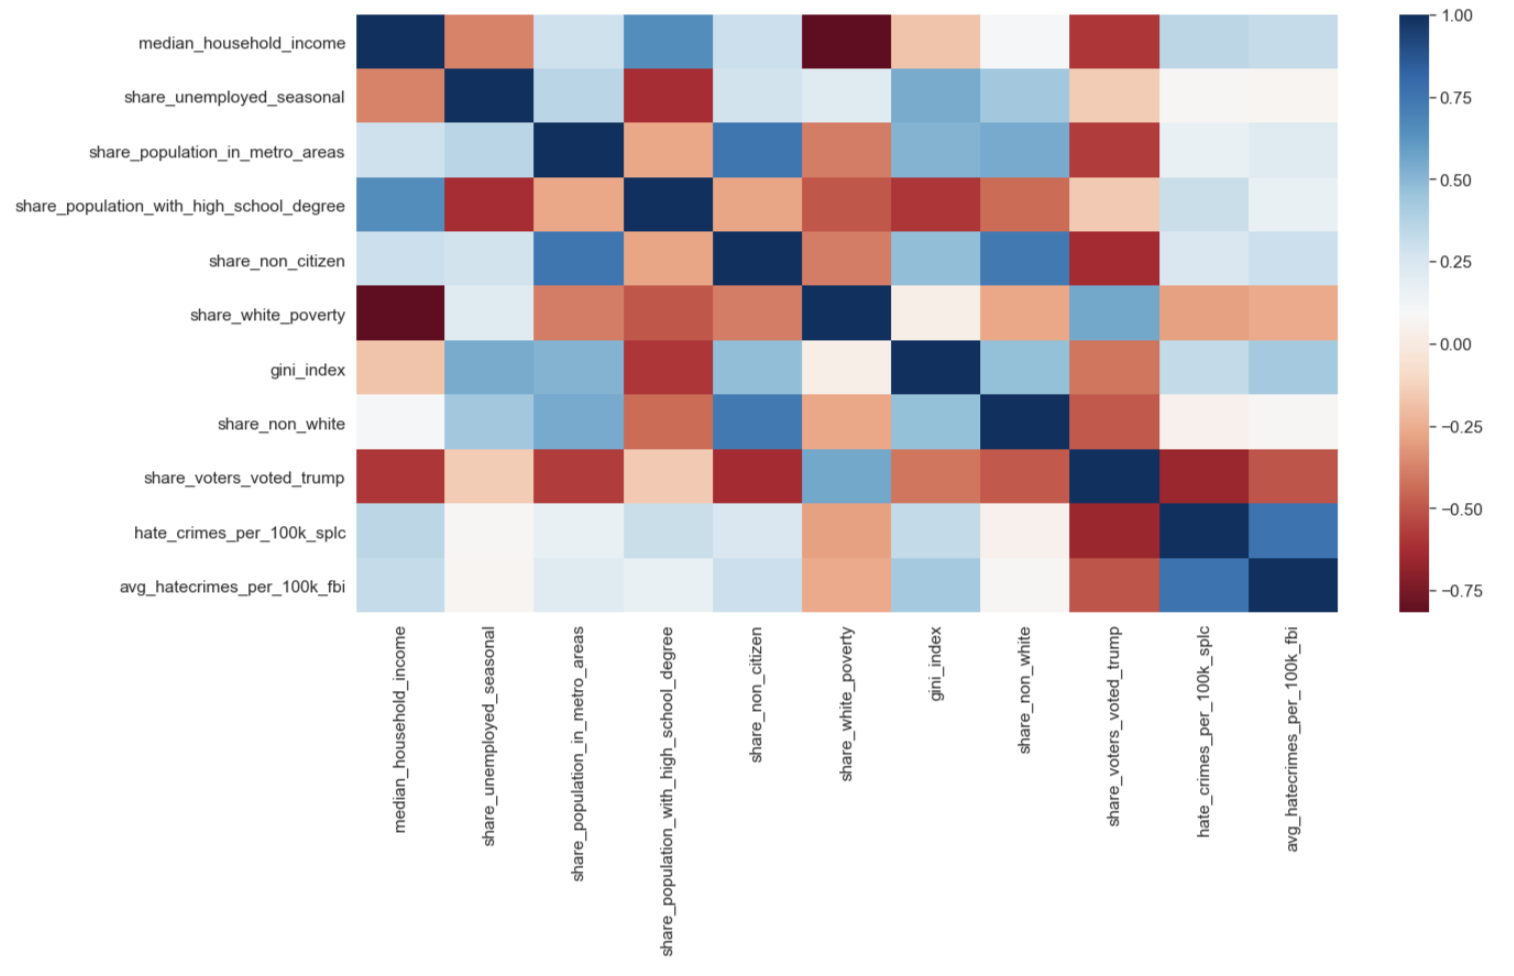 median_household_income
share_unemployed_seasonal
share_population_in_metro_areas
share_population_with_high_school_degree
share_non_citizen
share_white_poverty
gini_index
share_non_white
share_voters_voted_trump
hate_crimes_per_100k_splc
avg_hatecrimes_per_100k_fbi
median_household_income
share_unemployed_seasonal
share_population_in_metro_areas
share_population_with_high_school_degree
share_non_citizen
share_white_poverty
gini_index
share_non_white
share_voters_voted_trump
hate_crimes_per_100k_splc
avg_hatecrimes_per_100k_fbi
1.00
0.75
0.50
0.25
0.00
−0.25
−0.50
−0.75